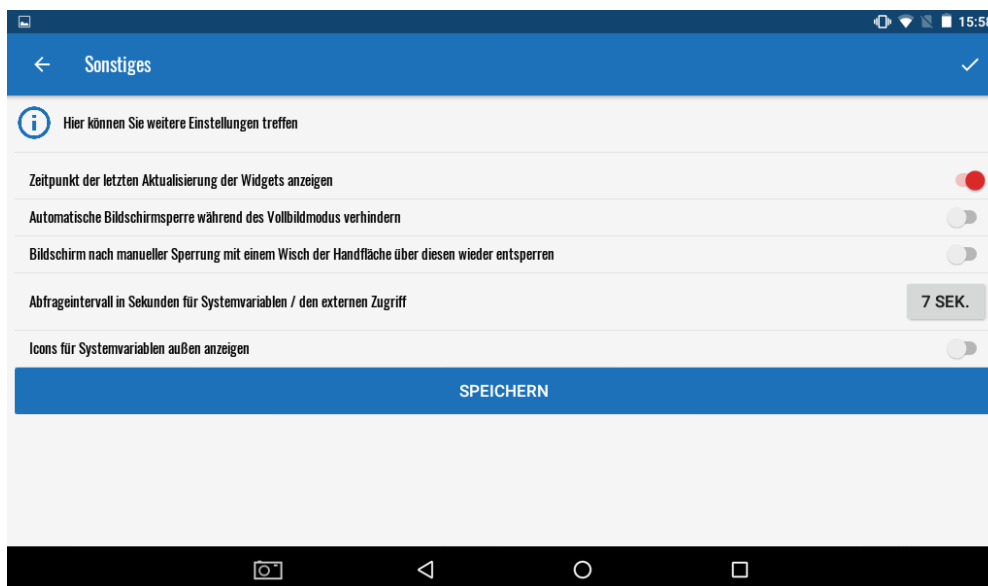 15:58
Sonstiges
Hier können Sie weitere Einstellungen treffen
Zeitpunkt der letzten Aktualisierung der Widgets anzeigen
Automatische Bildschirmsperre während des Vollbildmodus verhindern
Bildschirm nach manueller Sperrung mit einem Wisch der Handfläche über diesen wieder entsperren
Abfrageintervall in Sekunden für Systemvariablen / den externen Zugriff
7 SEK.
Icons für Systemvariablen außen anzeigen
SPEICHERN